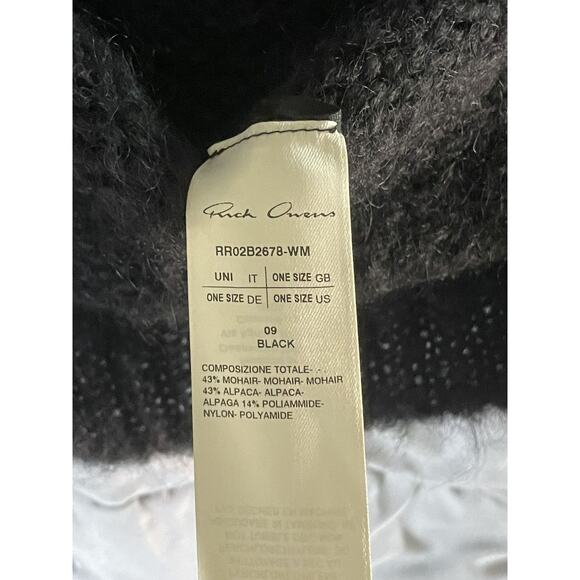 Rick Owens
RR02B2678-WM
UNI IT ONE SIZE GB
ONE SIZE DE ONE SIZE US
09
BLACK
COMPOSIZIONE TOTALE- -
43% MOHAIR- MOHAIR- MOHAIR
43% ALPACA- ALPACA-
ALPAGA 14% POLIAMMIDE-
NYLON- POLYAMIDE